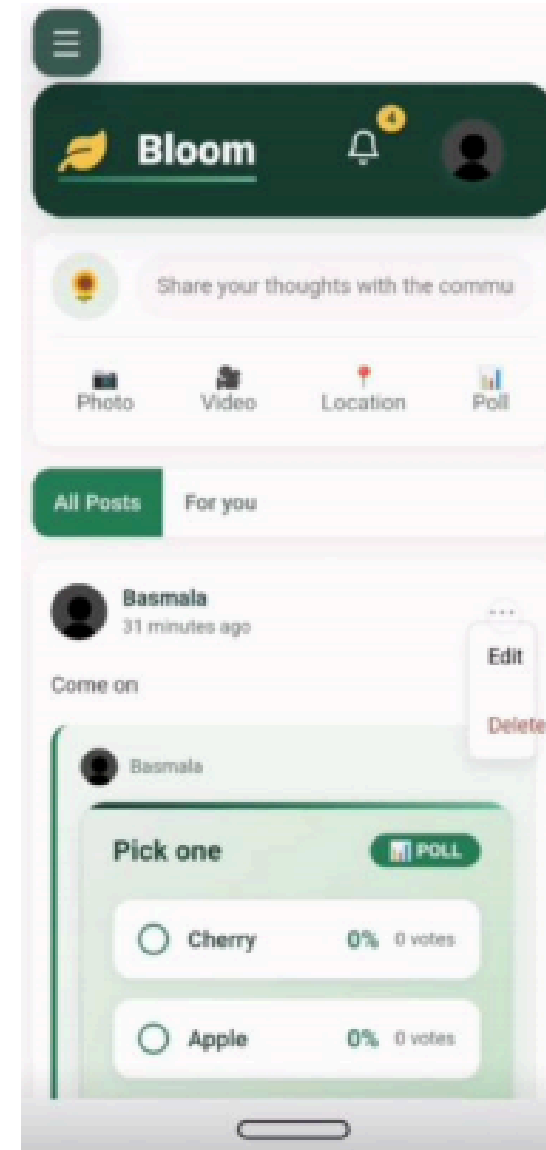 Bloom
4
Share your thoughts with the commu
Photo Video Location Poll
All Posts For you
Basmala
31 minutes ago
...
Edit
Come on
Delete
Basmala
Pick one
POLL
Cherry 0% 0 votes
Apple 0% 0 votes